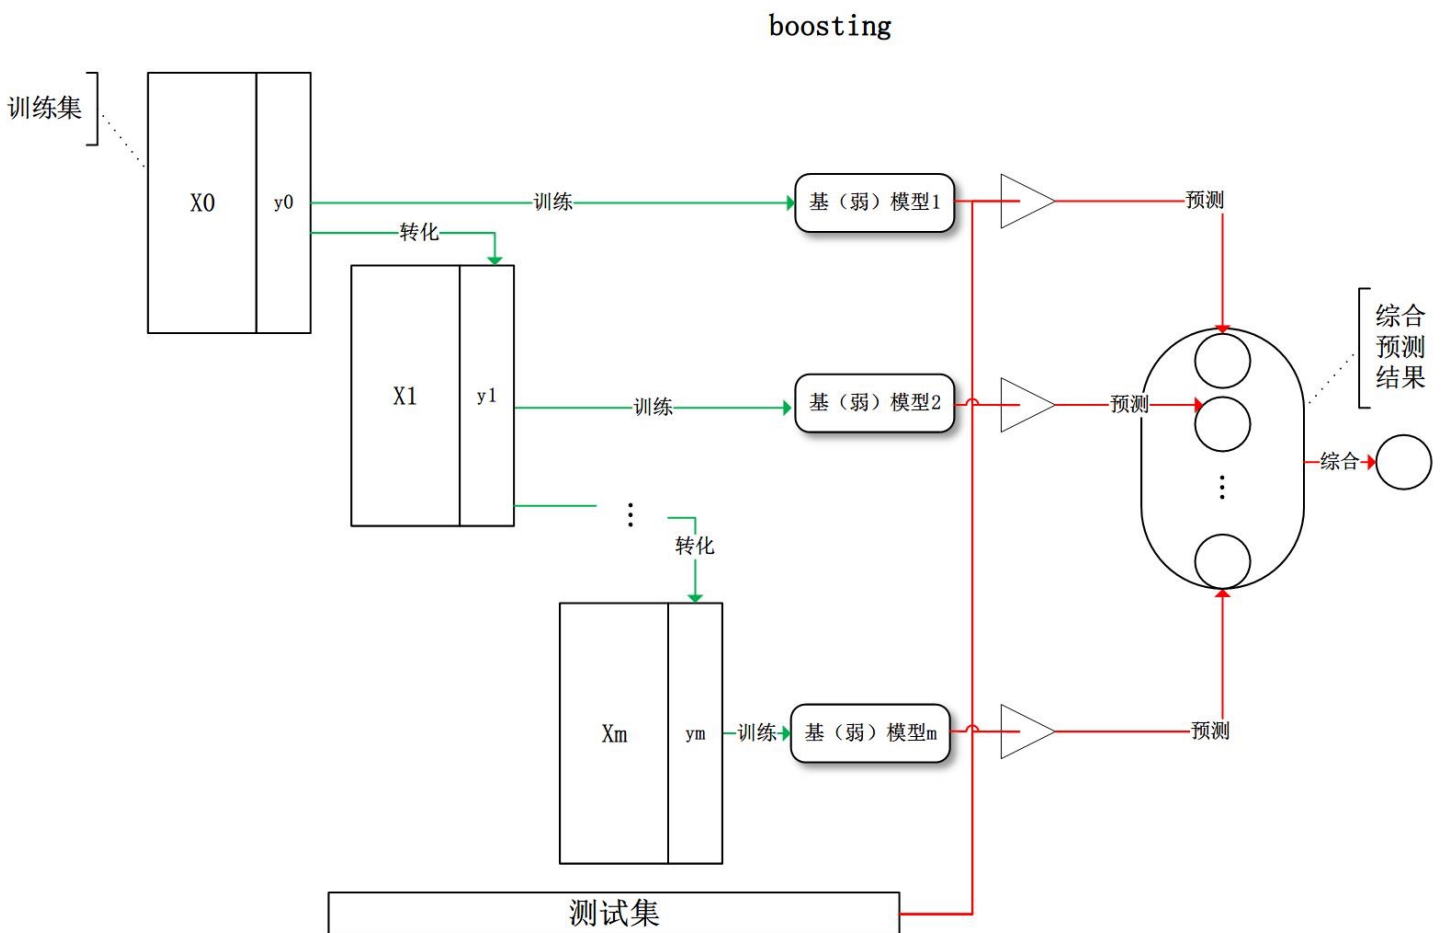 boosting
训练集
X0
y0
训练
基（弱）模型1
预测
转化
X1
y1
训练
基（弱）模型2
预测
综合
预测
结果
综合
转化
Xm
ym
训练
基（弱）模型m
预测
测试集